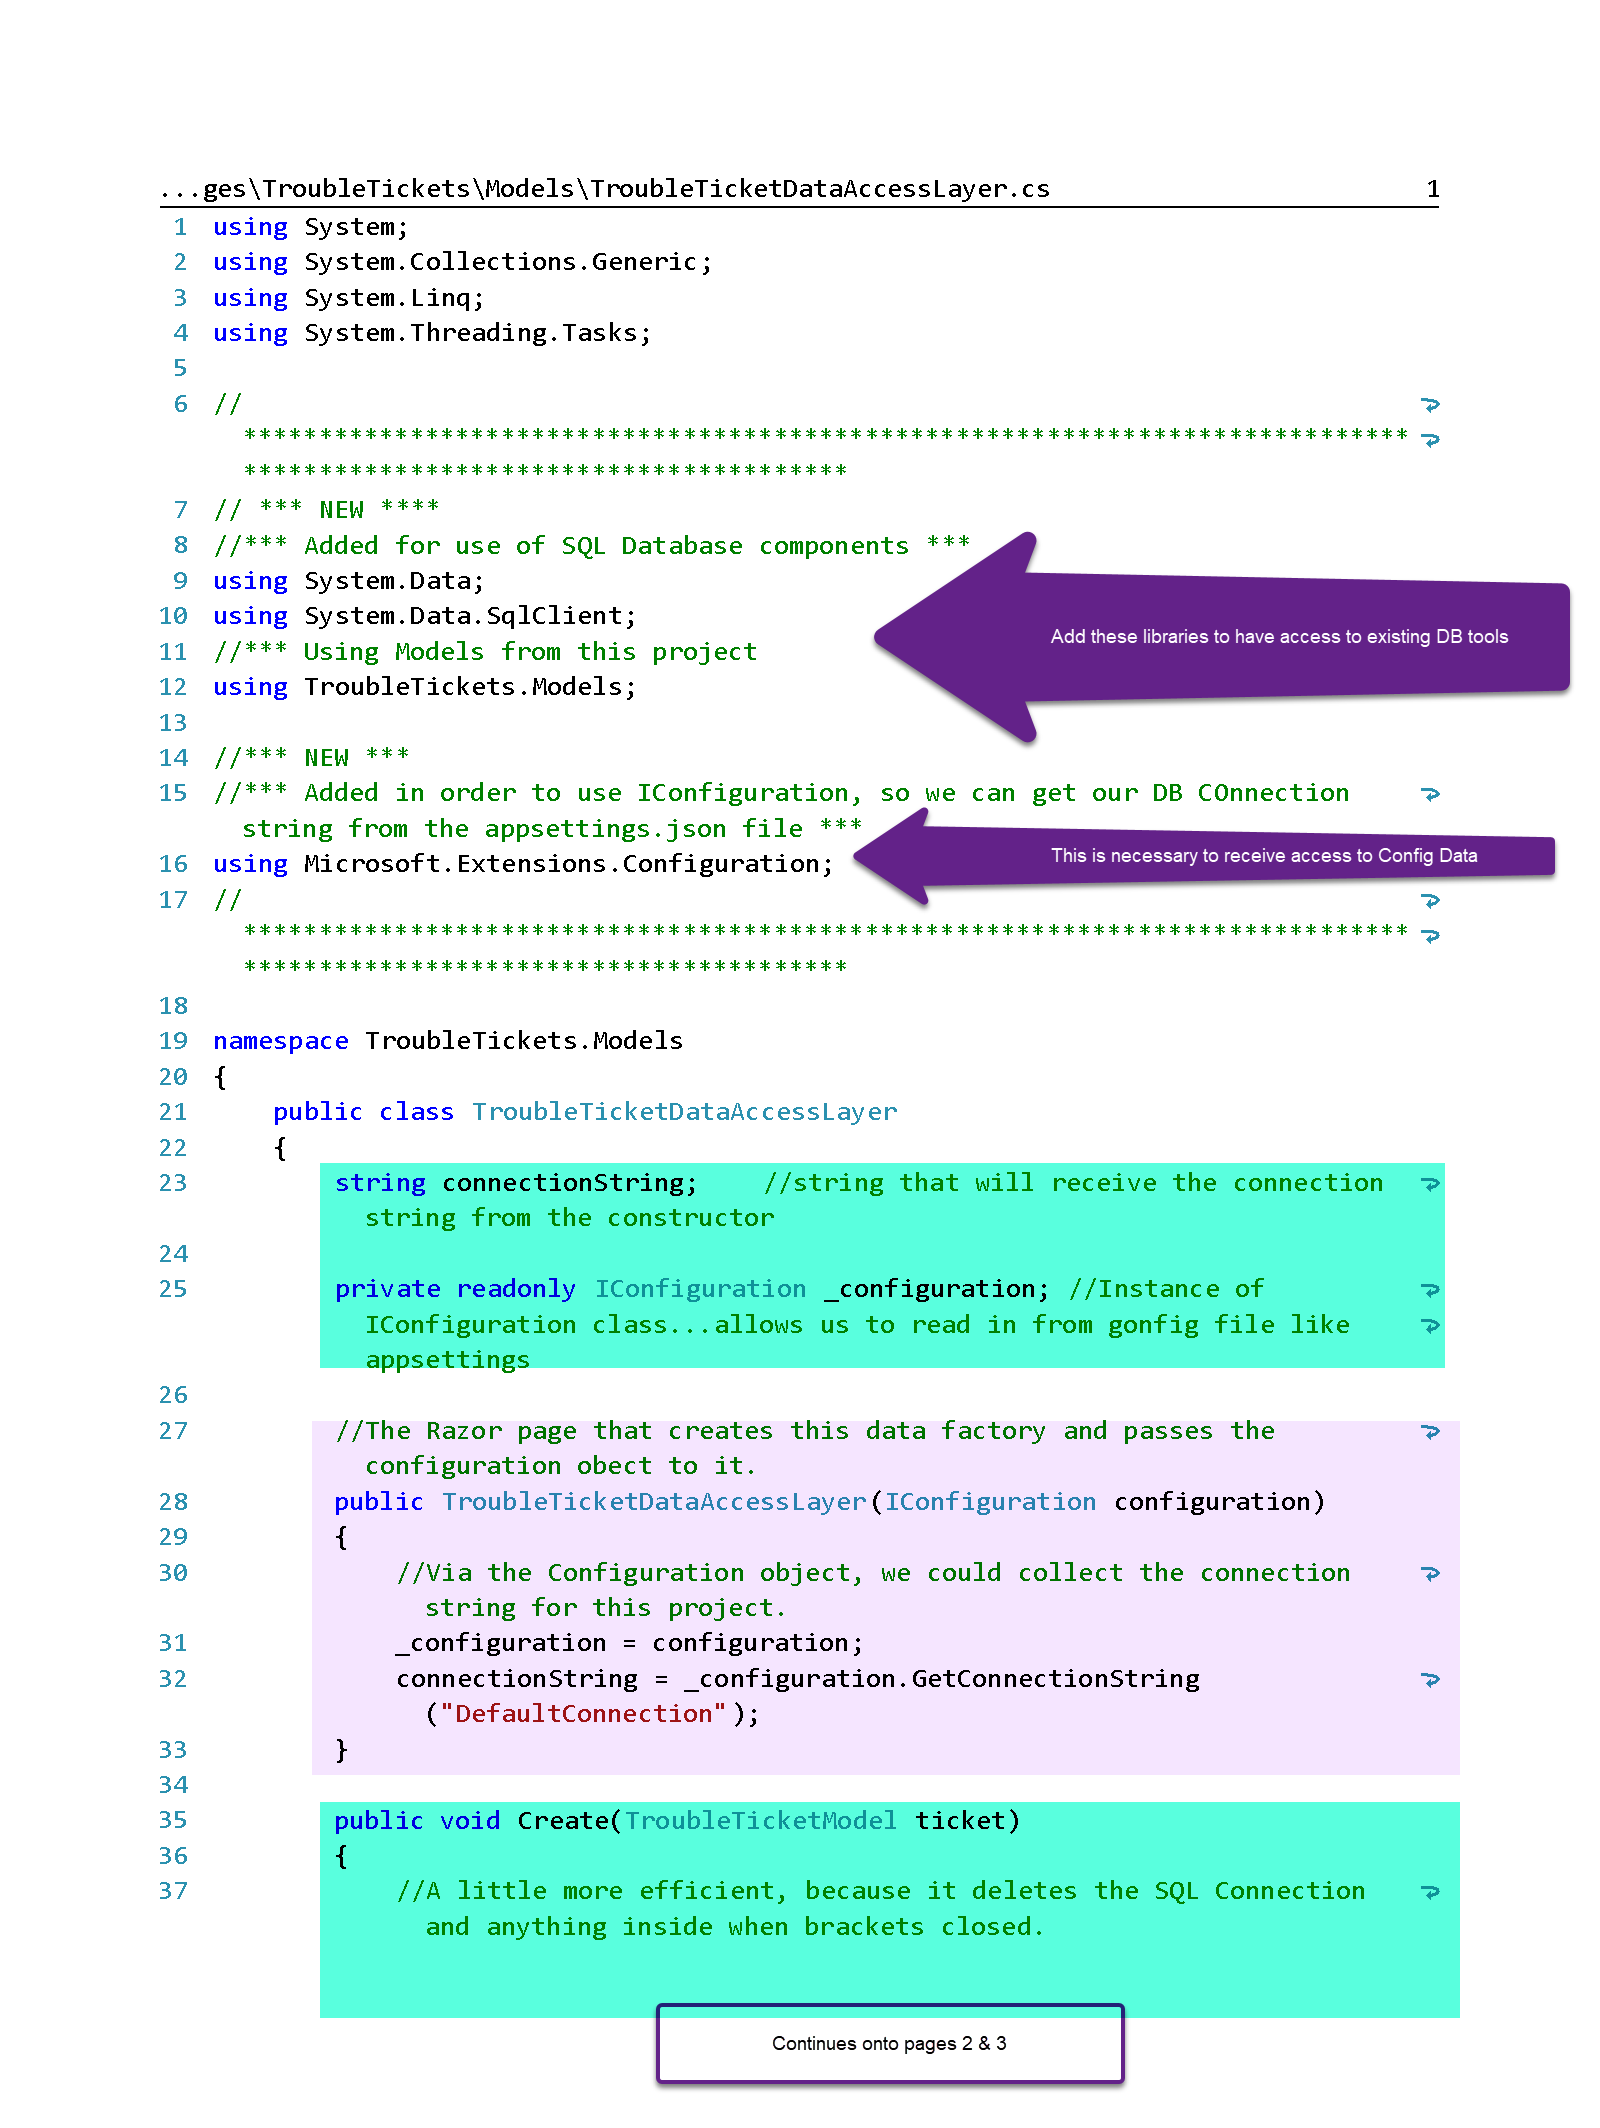 ...ges\TroubleTickets\Models\TroubleTicketDataAccessLayer.cs 1
1 using System;
2 using System.Collections.Generic;
3 using System.Linq;
4 using System.Threading.Tasks;
5
6 //
*****************************************************************************
****************************************
7 // *** NEW ****
8 //*** Added for use of SQL Database components ***
9 using System.Data;
10 using System.Data.SqlClient;
Add these libraries to have access to existing DB tools
11 //*** Using Models from this project
12 using TroubleTickets.Models;
13
14 //*** NEW ***
15 //*** Added in order to use IConfiguration, so we can get our DB COnnection
string from the appsettings.json file ***
16 using Microsoft.Extensions.Configuration;
This is necessary to receive access to Config Data
17 //
*****************************************************************************
****************************************
18
19 namespace TroubleTickets.Models
20 {
21 public class TroubleTicketDataAccessLayer
22 {
23 string connectionString; //string that will receive the connection
string from the constructor
24
25 private readonly IConfiguration _configuration; //Instance of
IConfiguration class...allows us to read in from gonfig file like
appsettings
26
27 //The Razor page that creates this data factory and passes the
configuration obect to it.
28 public TroubleTicketDataAccessLayer(IConfiguration configuration)
29 {
30 //Via the Configuration object, we could collect the connection
string for this project.
31 _configuration = configuration;
32 connectionString = _configuration.GetConnectionString
("DefaultConnection");
33 }
34
35 public void Create(TroubleTicketModel ticket)
36 {
37 //A little more efficient, because it deletes the SQL Connection
and anything inside when brackets closed.
Continues onto pages 2 & 3